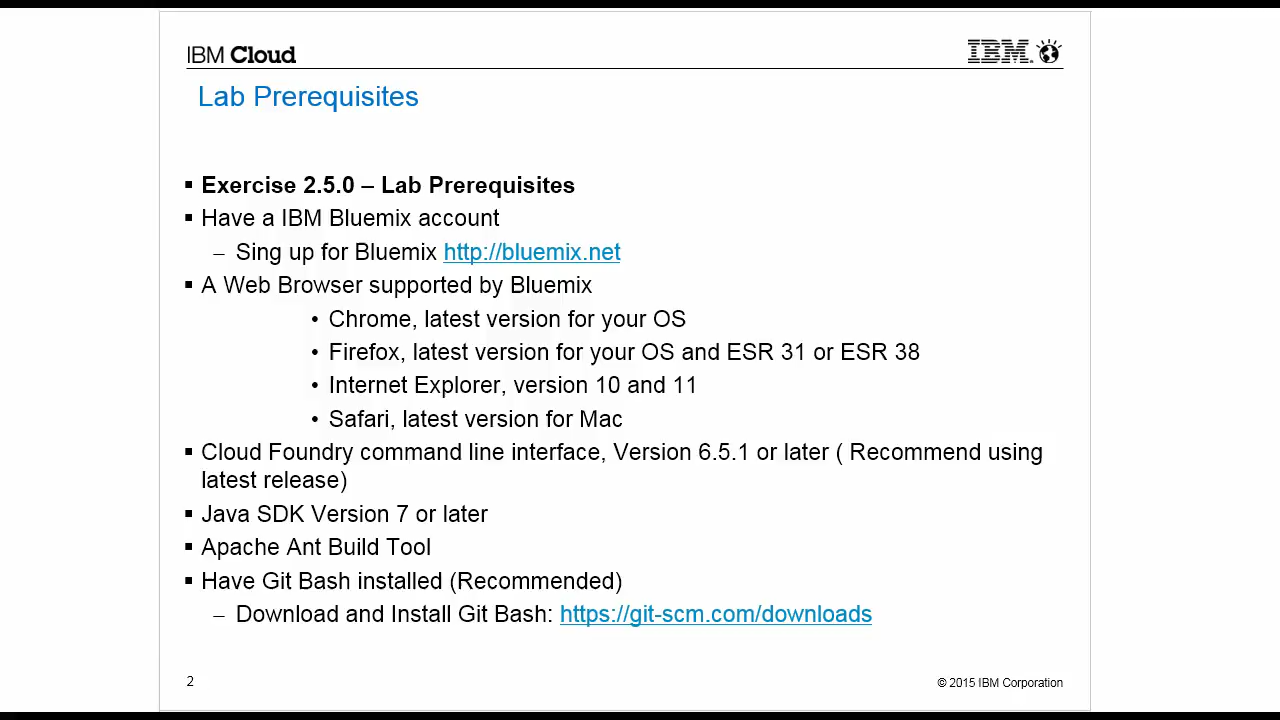 IBM Cloud
IBM
Lab Prerequisites
▪ Exercise 2.5.0 – Lab Prerequisites
▪ Have a IBM Bluemix account
– Sing up for Bluemix http://bluemix.net
▪ A Web Browser supported by Bluemix
• Chrome, latest version for your OS
• Firefox, latest version for your OS and ESR 31 or ESR 38
• Internet Explorer, version 10 and 11
• Safari, latest version for Mac
▪ Cloud Foundry command line interface, Version 6.5.1 or later ( Recommend using
latest release)
▪ Java SDK Version 7 or later
▪ Apache Ant Build Tool
▪ Have Git Bash installed (Recommended)
– Download and Install Git Bash: https://git-scm.com/downloads
2
© 2015 IBM Corporation